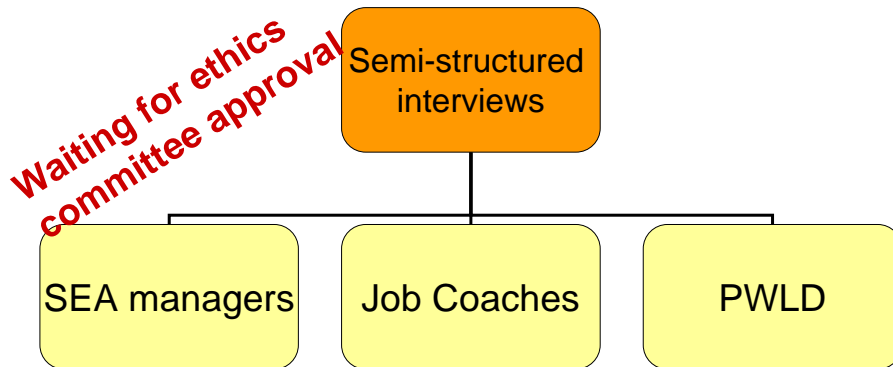 Waiting for ethics
committee approval
Semi-structured
interviews
SEA managers
Job Coaches
PWLD